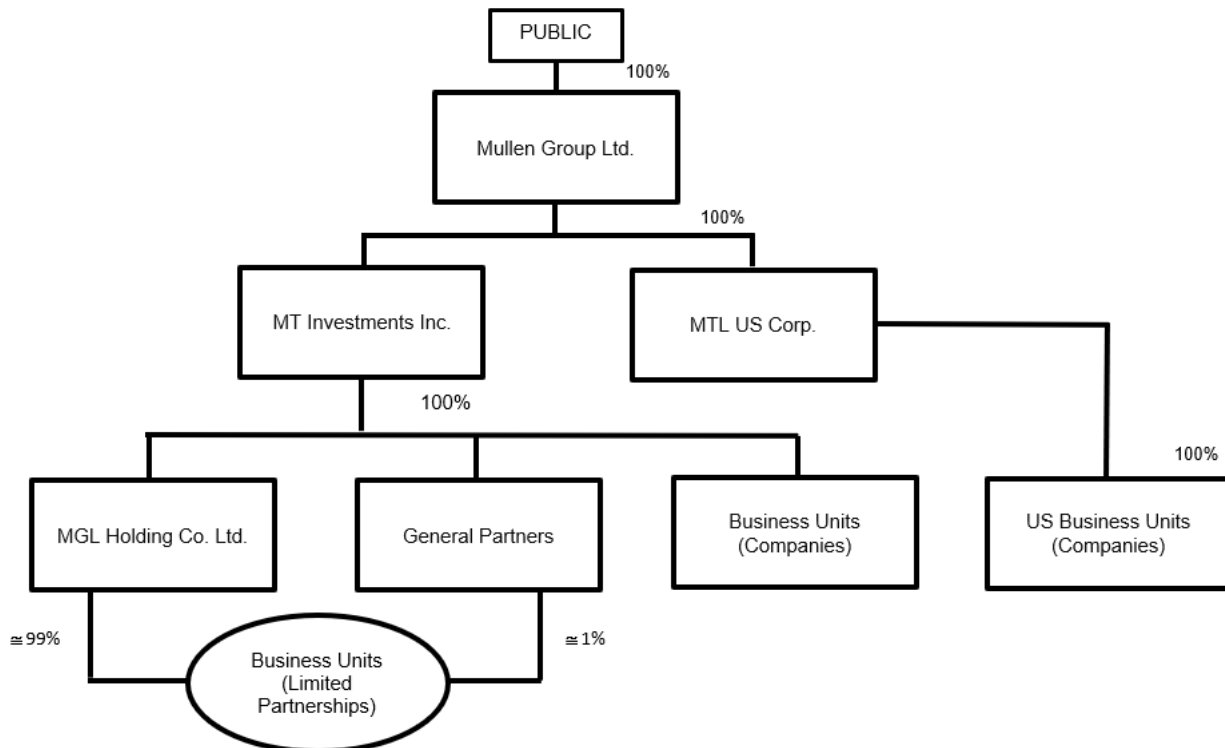 PUBLIC
100%
Mullen Group Ltd.
100%
MT Investments Inc.
MTL US Corp.
100%
100%
MGL Holding Co. Ltd.
General Partners
Business Units
(Companies)
US Business Units
(Companies)
≅99%
≅1%
Business Units
(Limited
Partnerships)